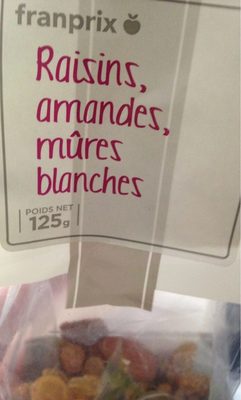 franprix
Raisins,
amandes,
mûres
blanches
POIDS NET
125g